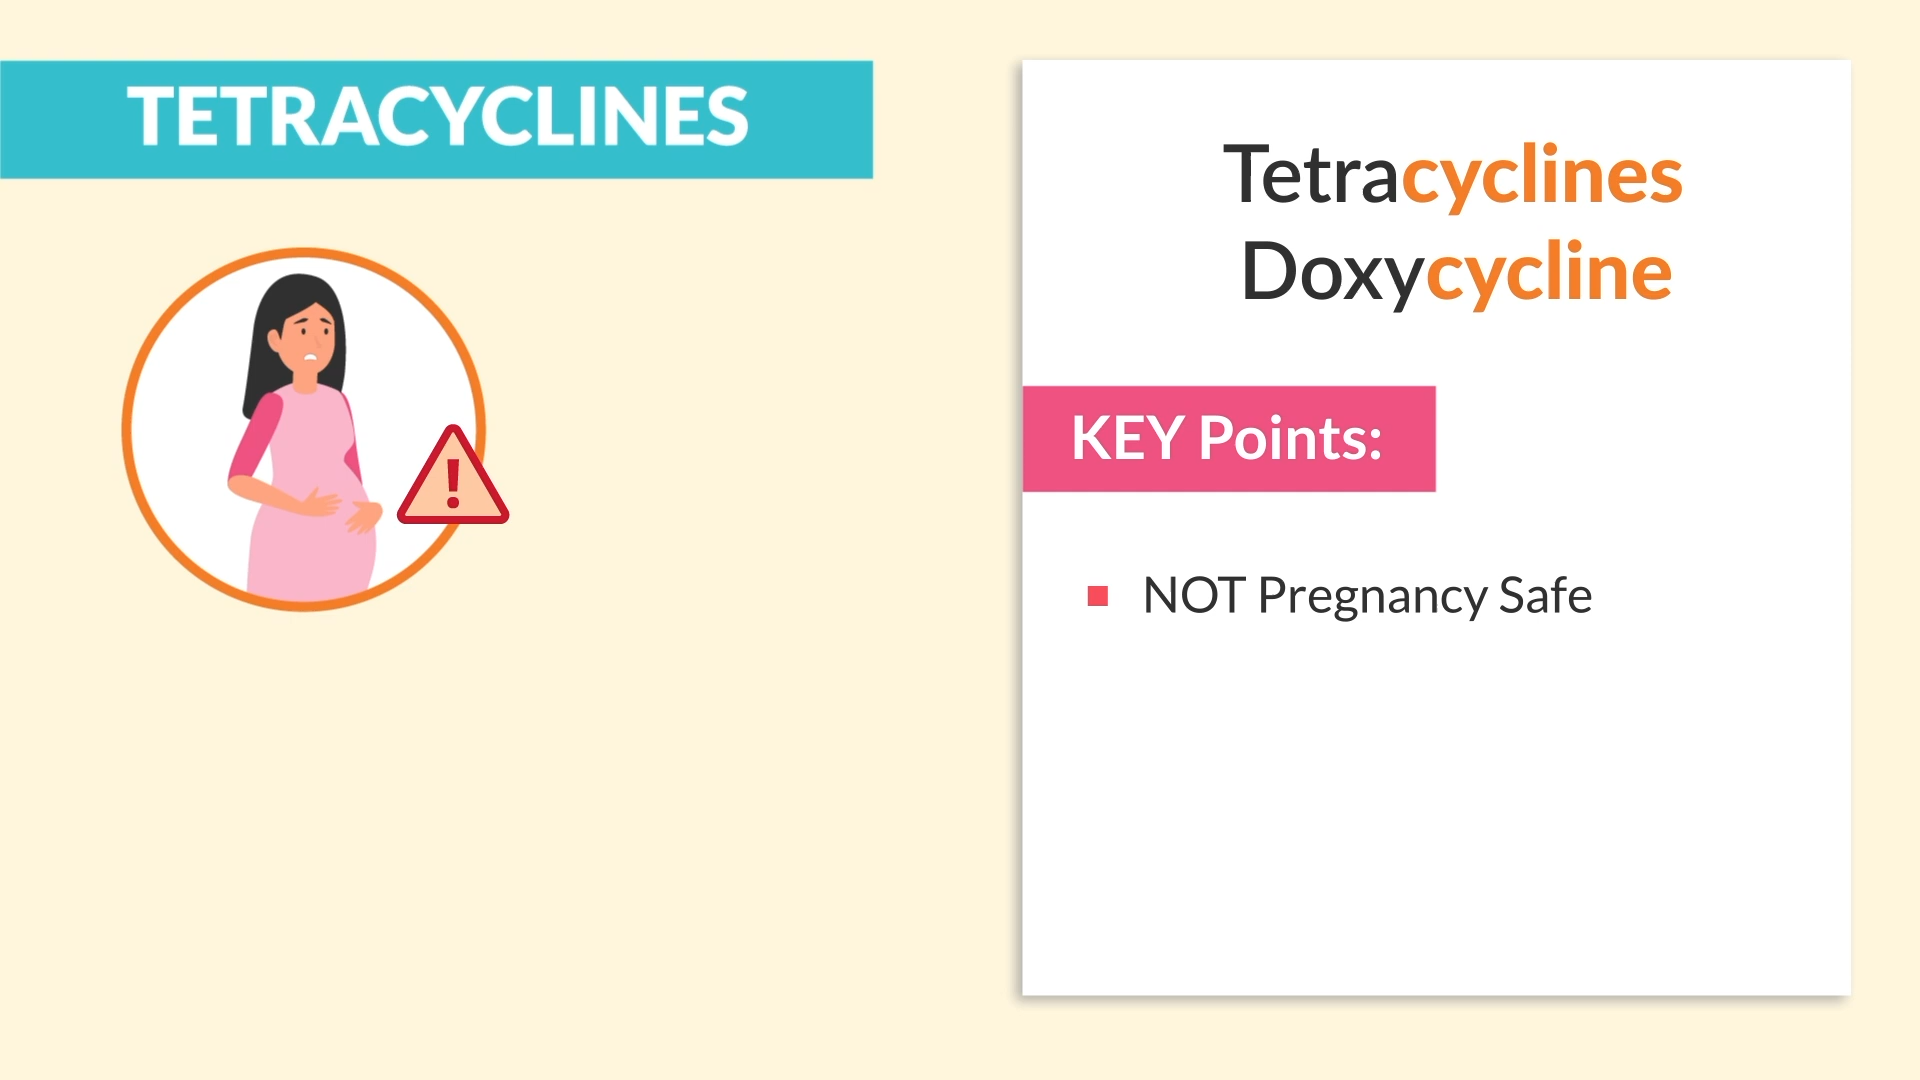 TETRACYCLINES
Tetracyclines
Doxycycline
KEY Points:
NOT Pregnancy Safe
!